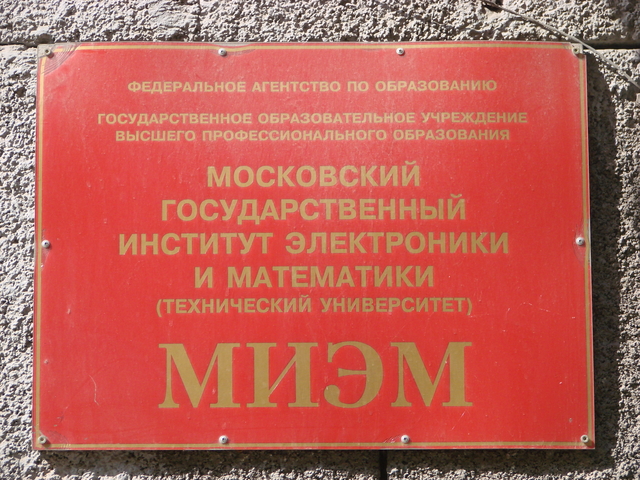 ФЕДЕРАЛЬНОЕ АГЕНТСТВО ПО ОБРАЗОВАНИЮ
ГОСУДАРСТВЕННОЕ ОБРАЗОВАТЕЛЬНОЕ УЧРЕЖДЕНИЕ
ВЫСШЕГО ПРОФЕССИОНАЛЬНОГО ОБРАЗОВАНИЯ
МОСКОВСКИЙ
ГОСУДАРСТВЕННЫЙ
ИНСТИТУТ ЭЛЕКТРОНИКИ
И МАТЕМАТИКИ
(ТЕХНИЧЕСКИЙ УНИВЕРСИТЕТ)
МИЭМ